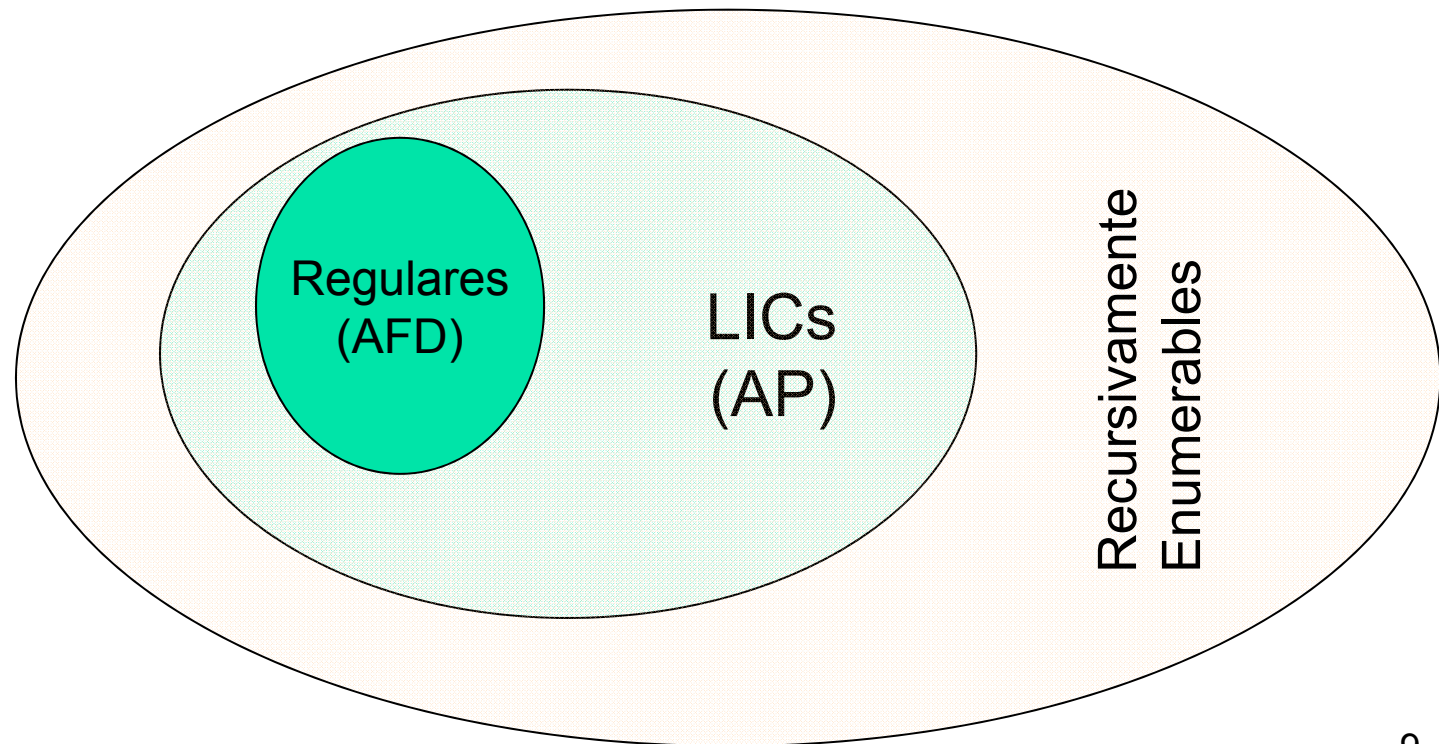 Regulares
(AFD)
LICs
(AP)
Recursivamente
Enumerables